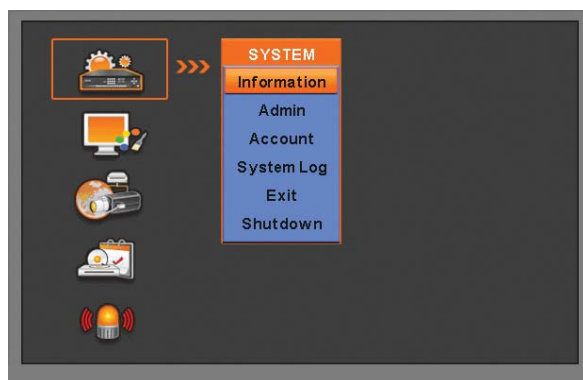 SYSTEM
Information
Admin
Account
System Log
Exit
Shutdown